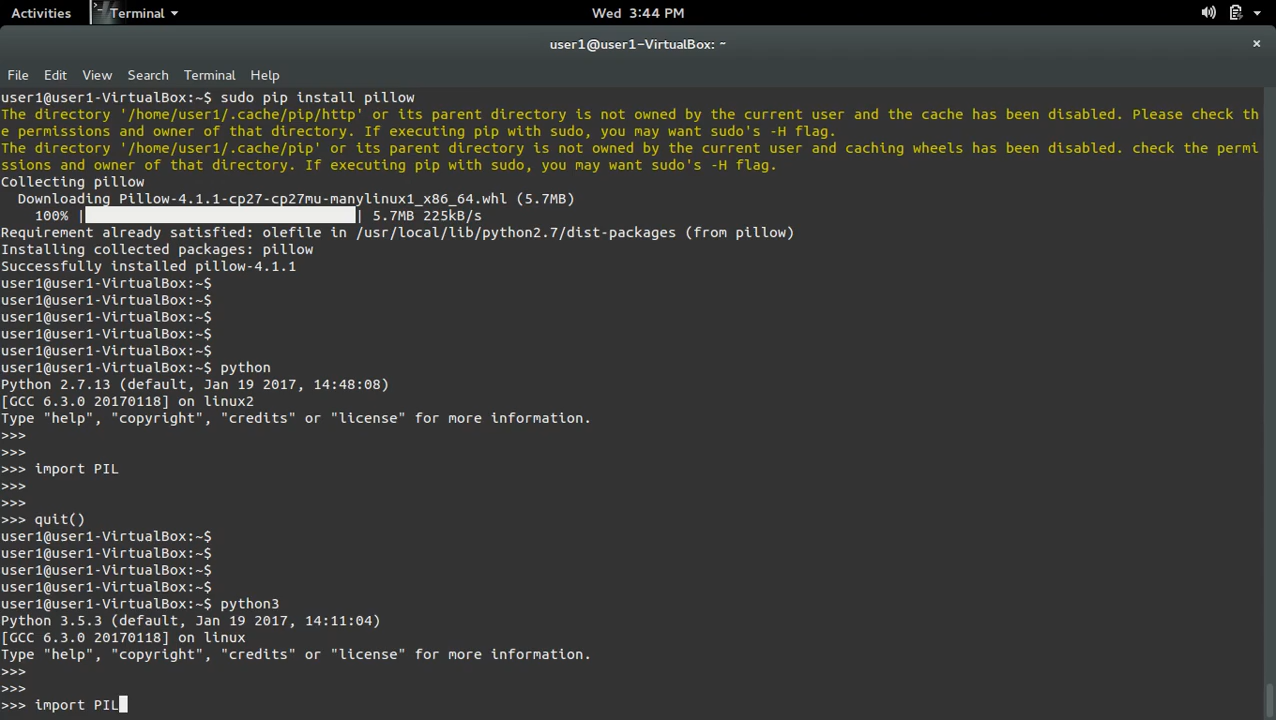 Activities
Terminal
Wed 3:44 PM
user1@user1-VirtualBox: ~
File Edit View Search Terminal Help
user1@user1-VirtualBox:~$ sudo pip install pillow
The directory '/home/user1/.cache/pip/http' or its parent directory is not owned by the current user and the cache has been disabled. Please check th
e permissions and owner of that directory. If executing pip with sudo, you may want sudo's -H flag.
The directory '/home/user1/.cache/pip' or its parent directory is not owned by the current user and caching wheels has been disabled. check the permi
ssions and owner of that directory. If executing pip with sudo, you may want sudo's -H flag.
Collecting pillow
Downloading Pillow-4.1.1-cp27-cp27mu-manylinux1_x86_64.whl (5.7MB)
100% | | 5.7MB 225kB/s
Requirement already satisfied: olefile in /usr/local/lib/python2.7/dist-packages (from pillow)
Installing collected packages: pillow
Successfully installed pillow-4.1.1
user1@user1-VirtualBox:~$
user1@user1-VirtualBox:~$
user1@user1-VirtualBox:~$
user1@user1-VirtualBox:~$
user1@user1-VirtualBox:~$
user1@user1-VirtualBox:~$ python
Python 2.7.13 (default, Jan 19 2017, 14:48:08)
[GCC 6.3.0 20170118] on linux2
Type "help", "copyright", "credits" or "license" for more information.
>>>
>>>
>>> import PIL
>>>
>>>
>>> quit()
user1@user1-VirtualBox:~$
user1@user1-VirtualBox:~$
user1@user1-VirtualBox:~$
user1@user1-VirtualBox:~$
user1@user1-VirtualBox:~$ python3
Python 3.5.3 (default, Jan 19 2017, 14:11:04)
[GCC 6.3.0 20170118] on linux
Type "help", "copyright", "credits" or "license" for more information.
>>>
>>>
>>> import PIL